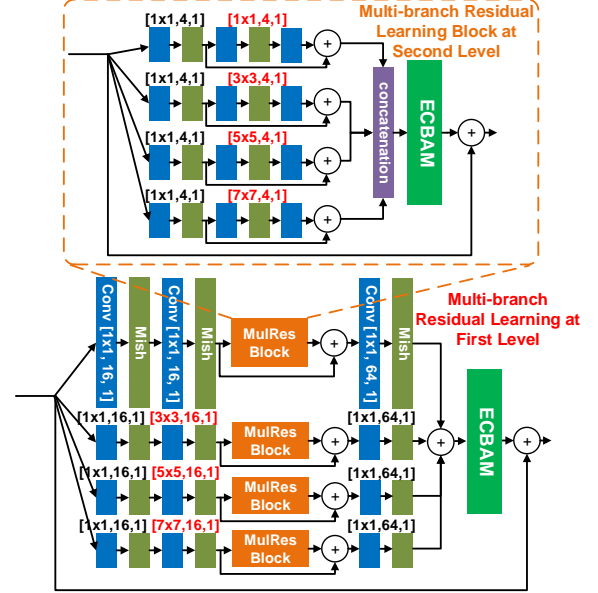 [1x1,4,1] [1x1,4,1]
Multi-branch Residual
Learning Block at
Second Level
[1x1,4,1] [3x3,4,1]
[1x1,4,1] [5x5,4,1]
[1x1,4,1] [7x7,4,1]
concatenation
ECBAM
Conv [1x1, 16, 1]
Mish
Conv [1x1, 16, 1]
Mish
MulRes
Block
Conv [1x1, 64, 1]
Mish
Multi-branch
Residual Learning at
First Level
[1x1,16,1] [3x3,16,1]
MulRes
Block
[1x1,64,1]
[1x1,16,1] [5x5,16,1]
MulRes
Block
[1x1,64,1]
[1x1,16,1] [7x7,16,1]
MulRes
Block
[1x1,64,1]
ECBAM